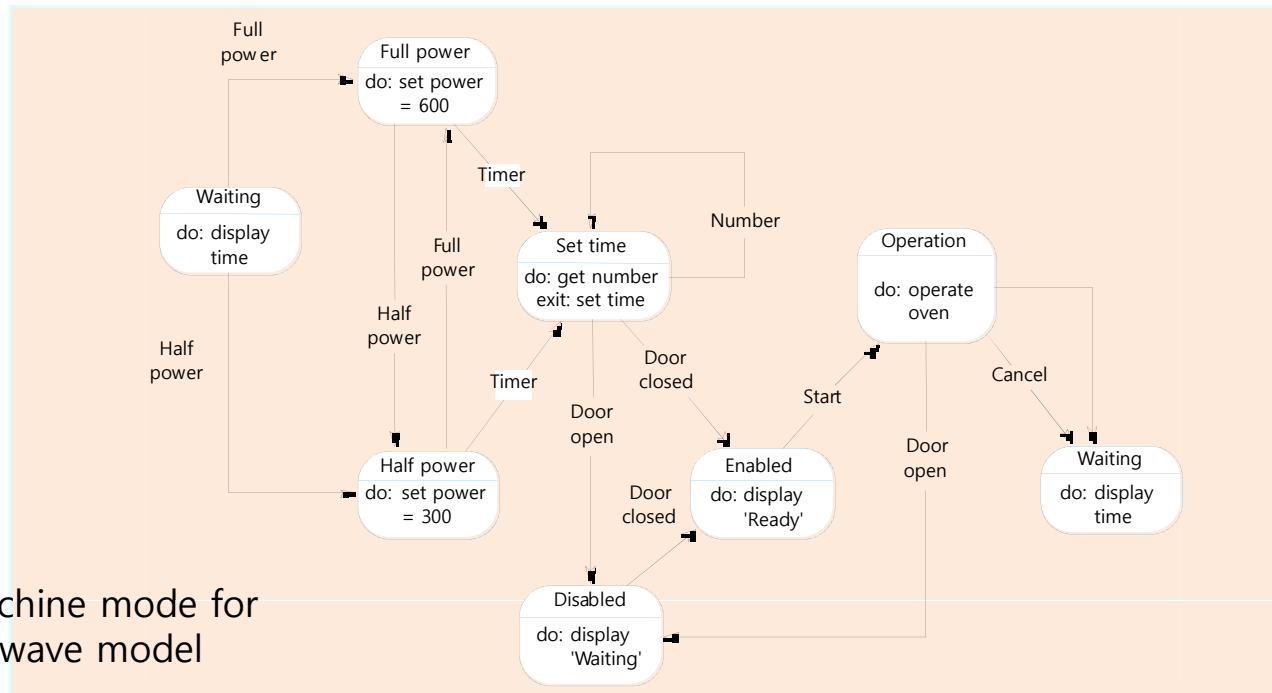 Full
power
Full power
do: set power
= 600
Timer
Waiting
do: display
time
Full
power
Half
power
Half
power
Number
Set time
do: get number
exit: set time
Operation
do: operate
oven
Timer
Door
closed
Door
open
Start
Cancel
Door
open
Half power
do: set power
= 300
Door
closed
Enabled
do: display
'Ready'
Waiting
do: display
time
Disabled
do: display
'Waiting'
chine mode for
wave model